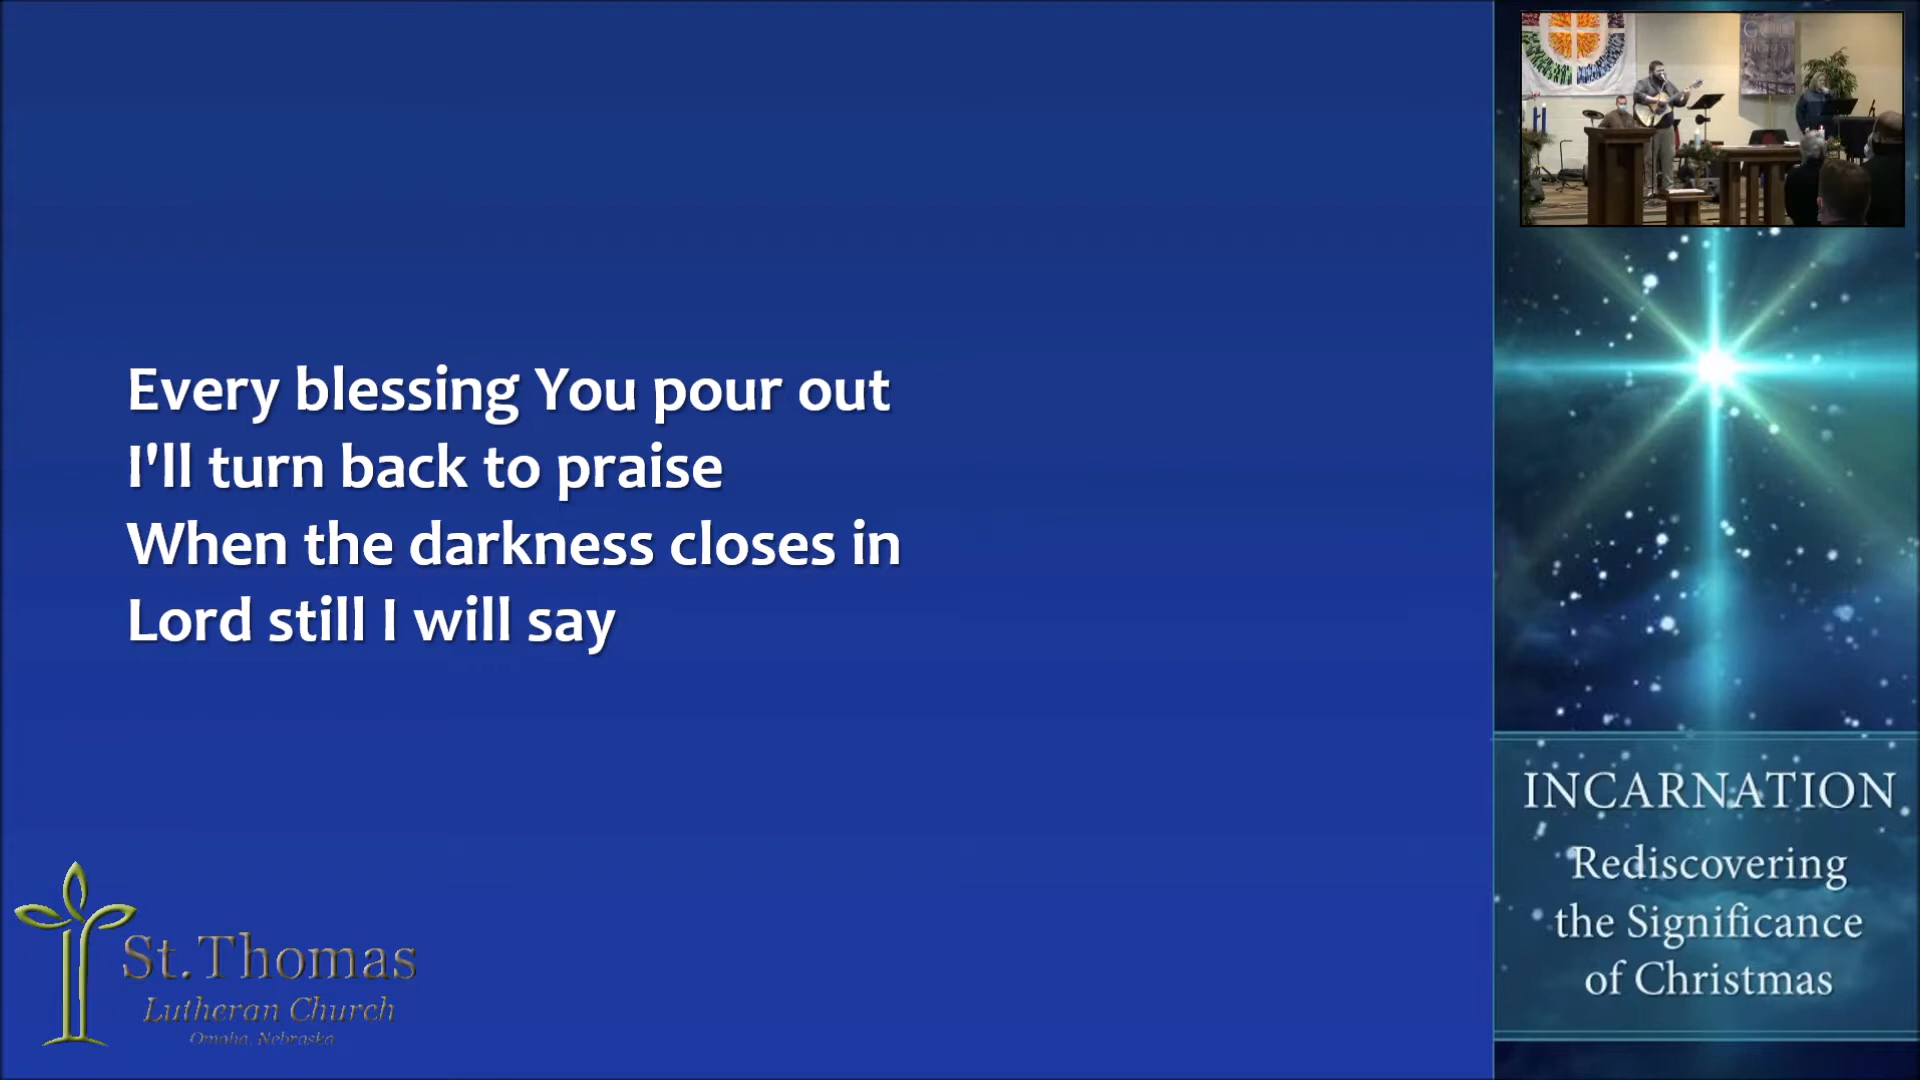 Every blessing You pour out
I'll turn back to praise
When the darkness closes in
Lord still I will say
St. Thomas
Lutheran Church
Omaha, Nebraska
INCARNATION
Rediscovering
the Significance
of Christmas